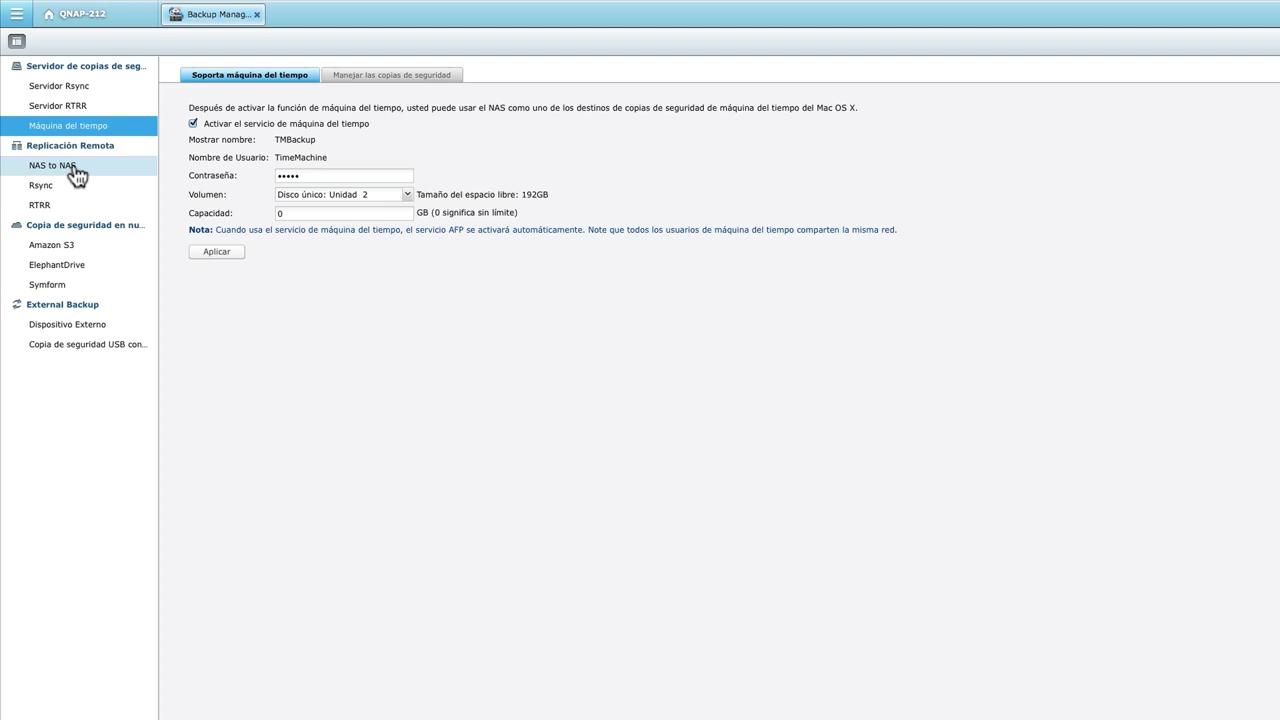 QNAP-212
Backup Manag...
Servidor de copias de seg...
Servidor Rsync
Servidor RTRR
Máquina del tiempo
Replicación Remota
NAS to NAS
Rsync
RTRR
Copia de seguridad en nu...
Amazon S3
ElephantDrive
Symform
External Backup
Dispositivo Externo
Copia de seguridad USB con...
Soporta máquina del tiempo
Manejar las copias de seguridad
Después de activar la función de máquina del tiempo, usted puede usar el NAS como uno de los destinos de copias de seguridad de máquina del tiempo del Mac OS X.
Activar el servicio de máquina del tiempo
Mostrar nombre: TMBackup
Nombre de Usuario: TimeMachine
Contraseña: •••••
Volumen: Disco único: Unidad 2 Tamaño del espacio libre: 192GB
Capacidad: 0 GB (0 significa sin límite)
Nota: Cuando usa el servicio de máquina del tiempo, el servicio AFP se activará automáticamente. Note que todos los usuarios de máquina del tiempo comparten la misma red.
Aplicar